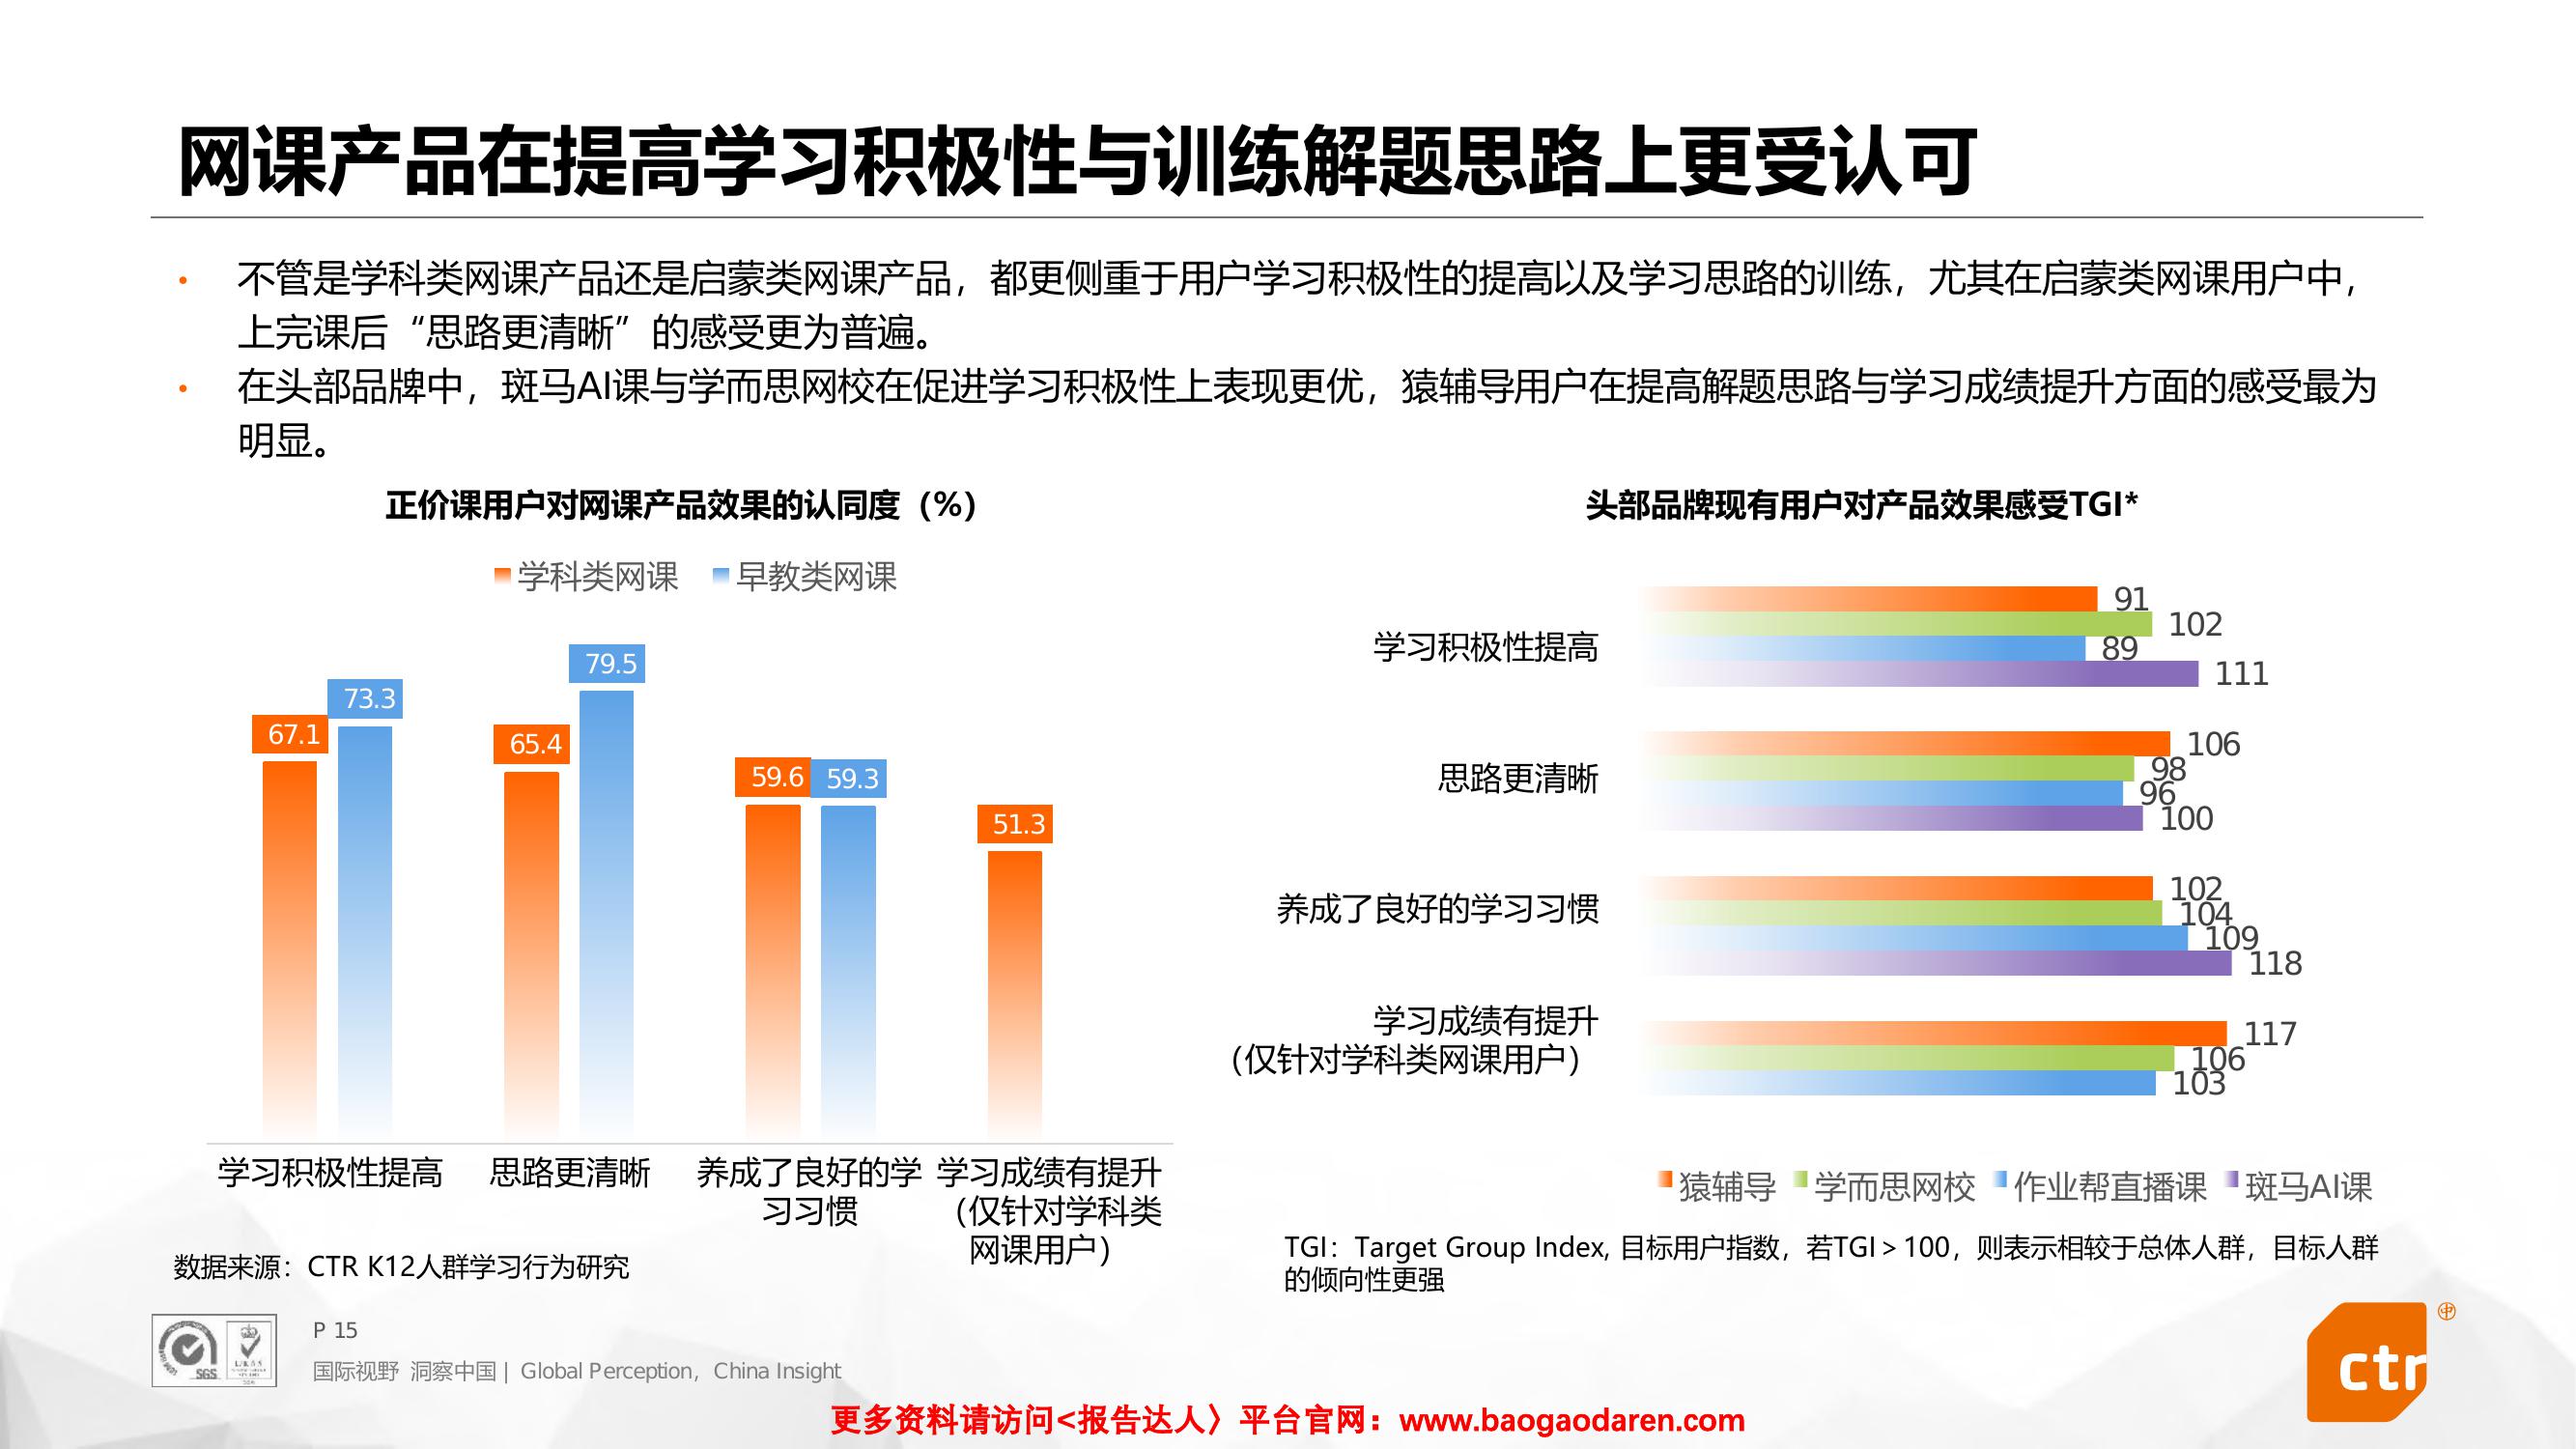 网课产品在提高学习积极性与训练解题思路上更受认可
• 不管是学科类网课产品还是启蒙类网课产品，都更侧重于用户学习积极性的提高以及学习思路的训练，尤其在启蒙类网课用户中，
上完课后“思路更清晰”的感受更为普遍。
• 在头部品牌中，斑马AI课与学而思网校在促进学习积极性上表现更优，猿辅导用户在提高解题思路与学习成绩提升方面的感受最为
明显。
正价课用户对网课产品效果的认同度（%）
学科类网课 早教类网课
67.1 73.3
65.4 79.5
59.6 59.3
51.3
学习积极性提高 思路更清晰 养成了良好的学 学习成绩有提升
习习惯 （仅针对学科类
网课用户）
数据来源：CTR K12人群学习行为研究
头部品牌现有用户对产品效果感受TGI*
学习积极性提高
91
102
89
111
思路更清晰
106
98
96
100
养成了良好的学习习惯
102
104
109
118
学习成绩有提升
（仅针对学科类网课用户）
117
106
103
猿辅导 学而思网校 作业帮直播课 斑马AI课
TGI：Target Group Index, 目标用户指数，若TGI＞100，则表示相较于总体人群，目标人群
的倾向性更强
SGS
P 15
国际视野 洞察中国 | Global Perception，China Insight
ctr
更多资料请访问<报告达人〉平台官网：www.baogaodaren.com